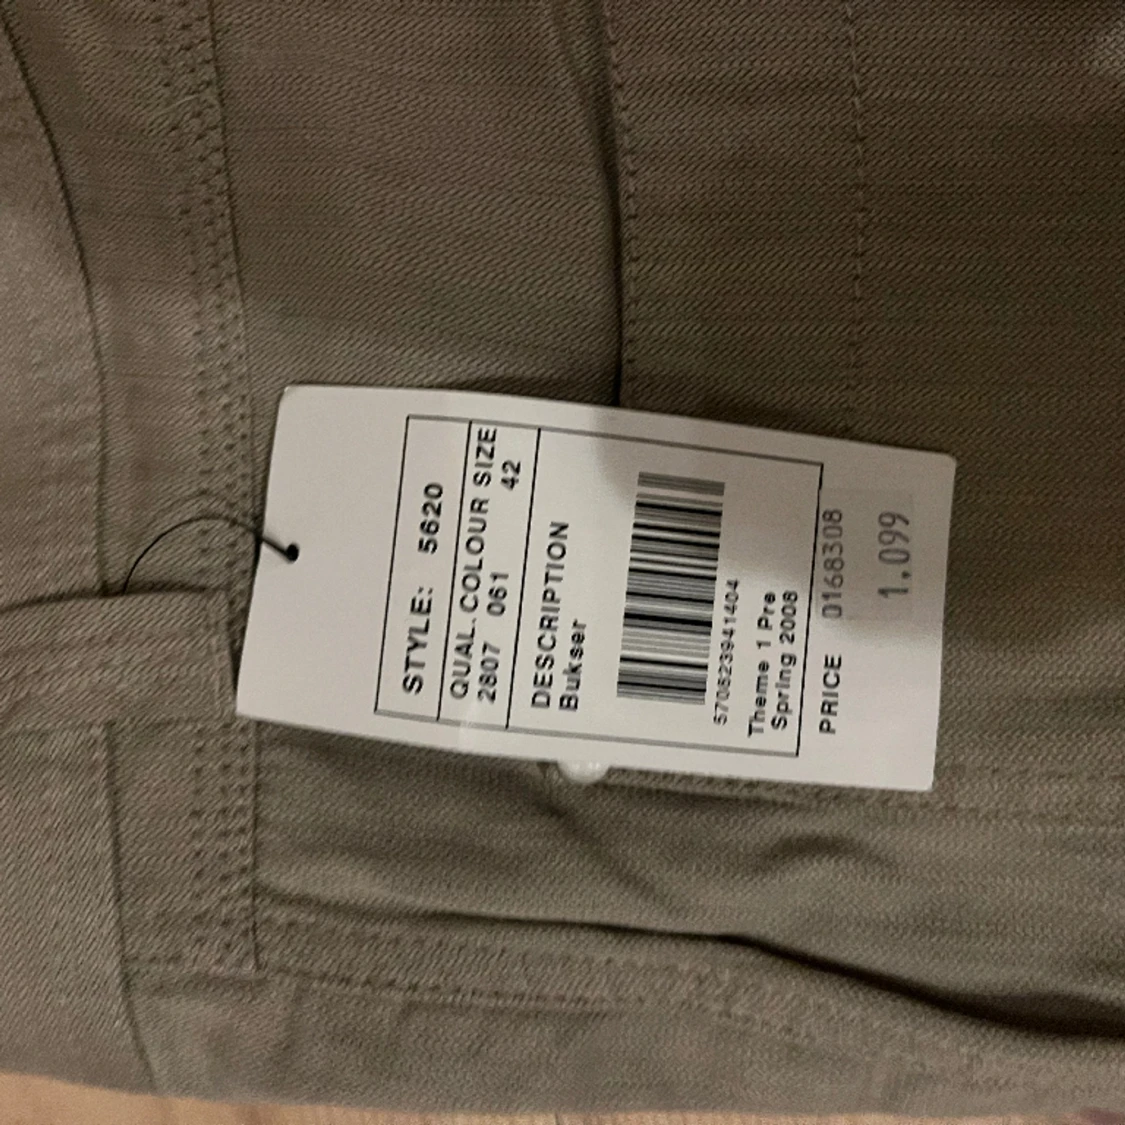 STYLE: 5620
QUAL. COLOUR SIZE
2807 061 42
DESCRIPTION
Bukser
570623941404
Theme 1 Pre
Spring 2008
0168308
PRICE 1.099